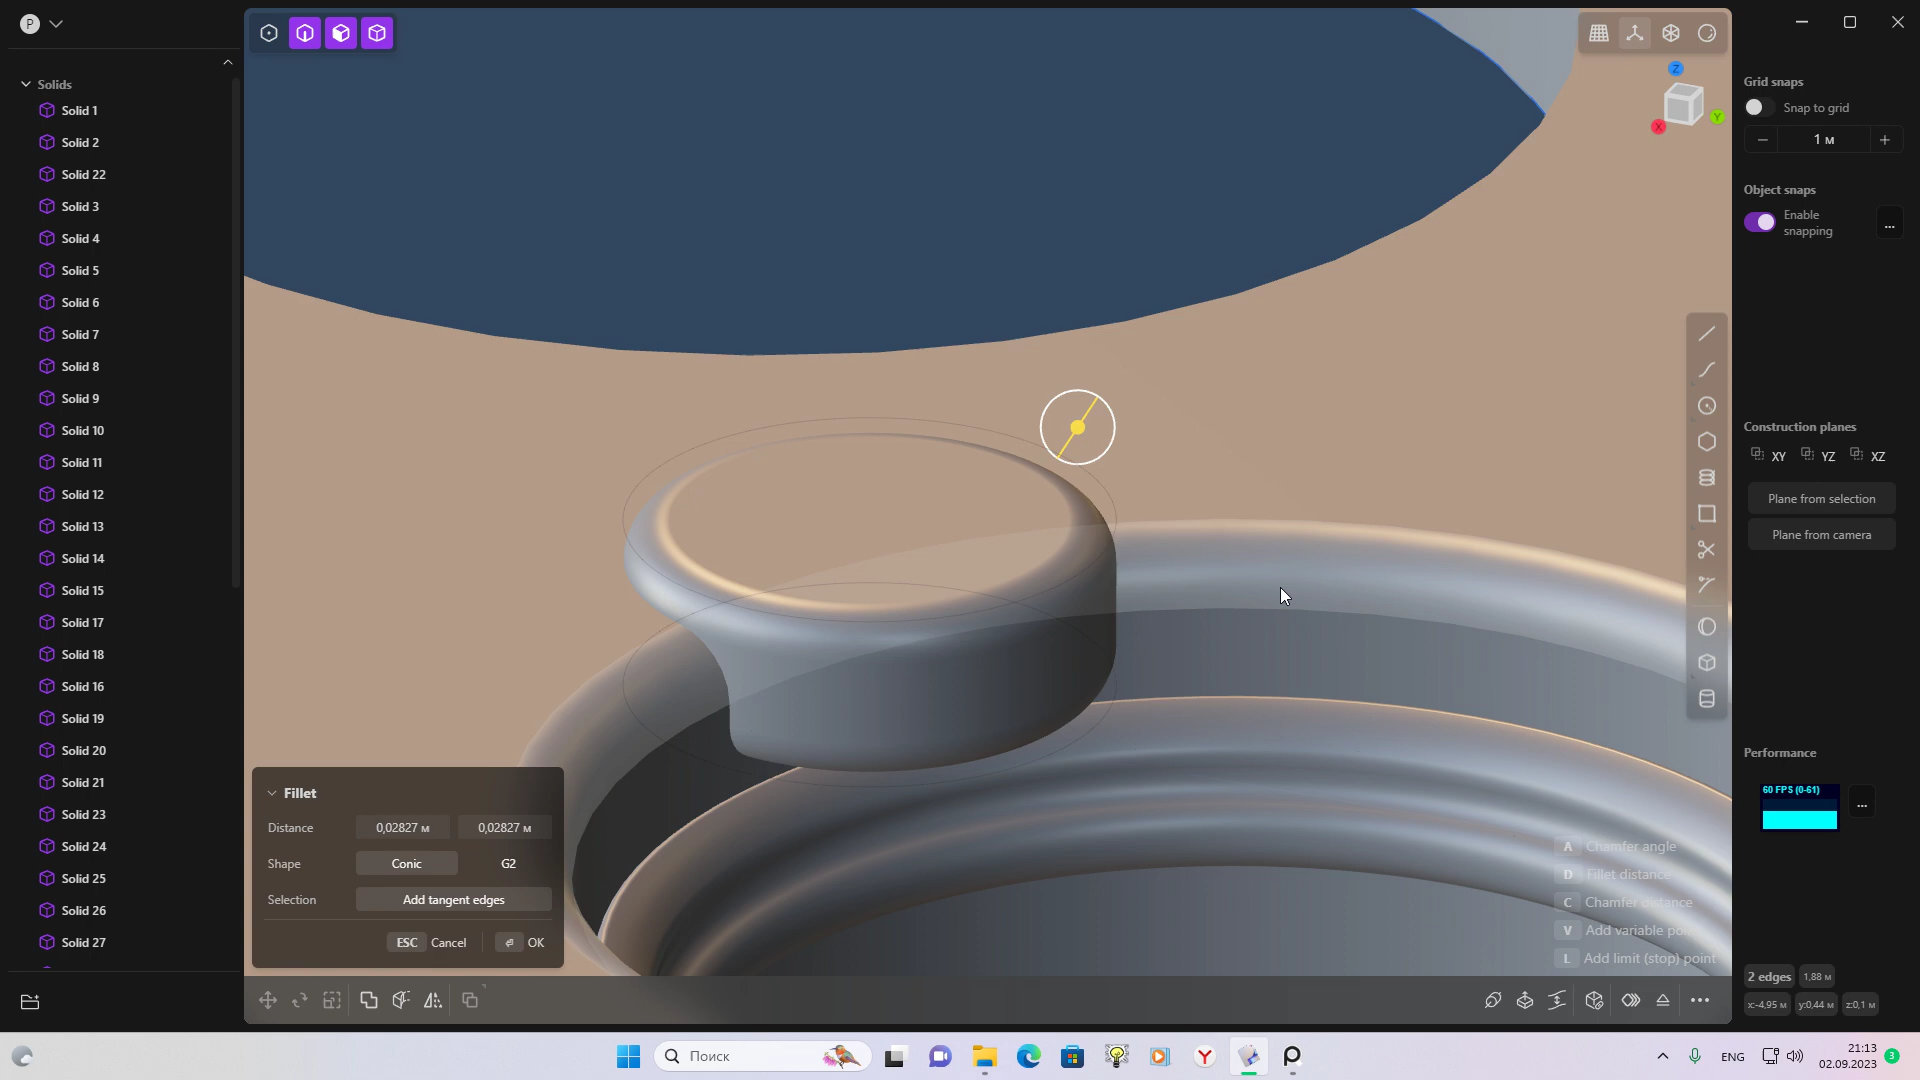 P
Solids
Solid 1
Solid 2
Solid 22
Solid 3
Solid 4
Solid 5
Solid 6
Solid 7
Solid 8
Solid 9
Solid 10
Solid 11
Solid 12
Solid 13
Solid 14
Solid 15
Solid 17
Solid 18
Solid 16
Solid 19
Solid 20
Solid 21
Solid 23
Solid 24
Solid 25
Solid 26
Solid 27
Z
Y
X
Grid snaps
Snap to grid
− 1 м +
Object snaps
Enable snapping
...
Construction planes
XY YZ XZ
Plane from selection
Plane from camera
Performance
60 FPS (0-61)
...
Fillet
Distance 0,02827 м 0,02827 м
Shape Conic G2
Selection Add tangent edges
ESC Cancel OK
A Chamfer angle
D Fillet distance
C Chamfer distance
V Add variable
L Add limit (stop) point
2 edges 1,88 м
x:-4,95 м y:0,44 м z:0,1 м
Поиск
ENG
21:13
02.09.2023
3